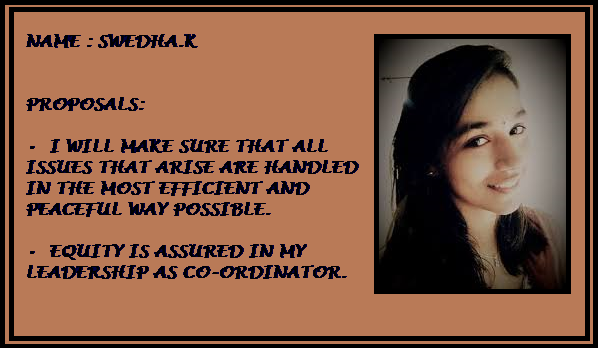 NAME : SWEDHA.K
PROPOSALS:
- I WILL MAKE SURE THAT ALL
ISSUES THAT ARISE ARE HANDLED
IN THE MOST EFFICIENT AND
PEACEFUL WAY POSSIBLE.
- EQUITY IS ASSURED IN MY
LEADERSHIP AS CO-ORDINATOR.